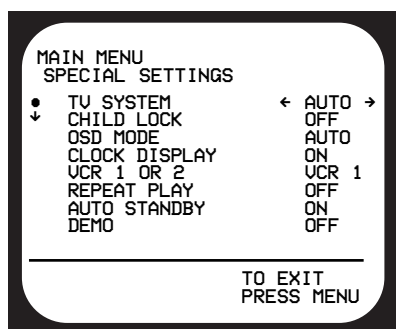 MAIN MENU
SPECIAL SETTINGS
● TV SYSTEM ← AUTO →
↓ CHILD LOCK OFF
OSD MODE AUTO
CLOCK DISPLAY ON
VCR 1 OR 2 VCR 1
REPEAT PLAY OFF
AUTO STANDBY ON
DEMO OFF
TO EXIT
PRESS MENU